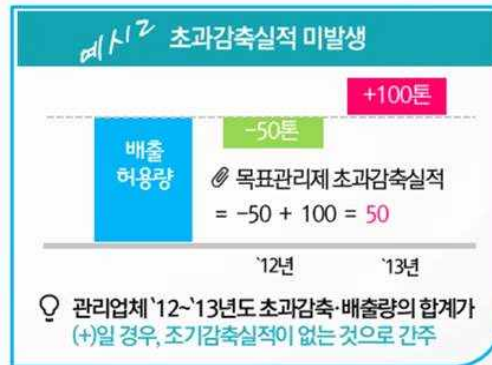 예시2 초과감축실적 미발생
+100톤
-50톤
배출
허용량
목표관리제 초과감축실적
= -50 + 100 = 50
`12년 `13년
관리업체 `12~`13년도 초과감축·배출량의 합계가
(+)일 경우, 조기감축실적이 없는 것으로 간주